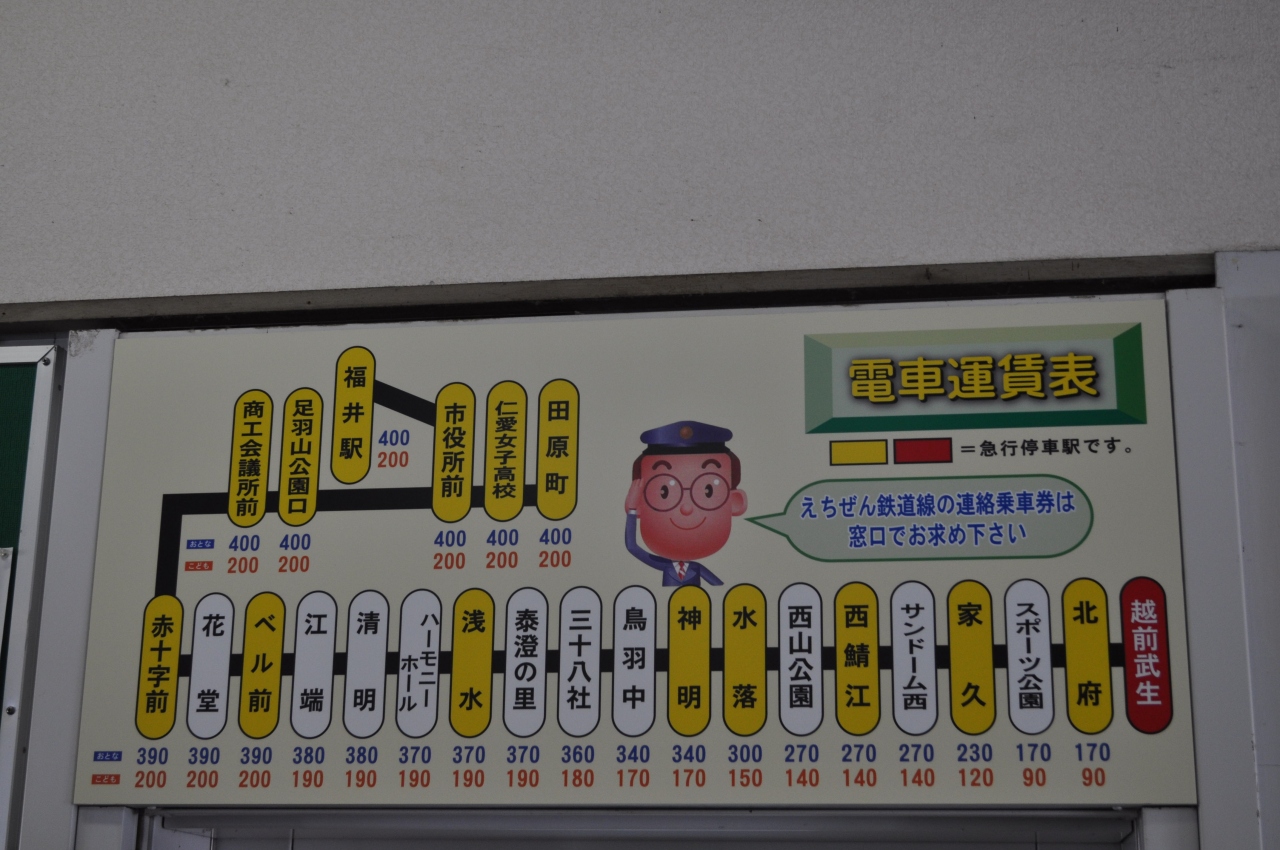 電車運賃表
=急行停車駅です。
えちぜん鉄道線の連絡乗車券は
窓口でお求め下さい
福井駅
400
200
商工会議所前
足羽山公園口
市役所前
仁愛女子高校
田原町
おとな 400 400 400 400 400
こども 200 200 200 200 200
赤十字前
花堂
ベル前
江端
清明
ハーモニー
ホール
浅水
泰澄の里
三十八社
鳥羽中
神明
水落
西山公園
西鯖江
サンドーム西
家久
スポーツ公園
北府
越前武生
おとな 390 390 390 380 380 370 370 370 360 340 340 300 270 270 270 230 170 170
こども 200 200 200 190 190 190 190 190 180 170 170 150 140 140 140 120 90 90